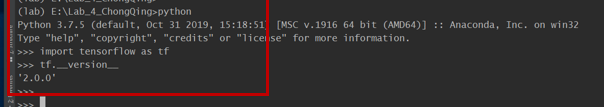 (lab) E:\Lab_4_ChongQing>python
Python 3.7.5 (default, Oct 31 2019, 15:18:51) [MSC v.1916 64 bit (AMD64)] :: Anaconda, Inc. on win32
Type "help", "copyright", "credits" or "license" for more information.
>>> import tensorflow as tf
>>> tf.__version__
'2.0.0'
>>>
>>>